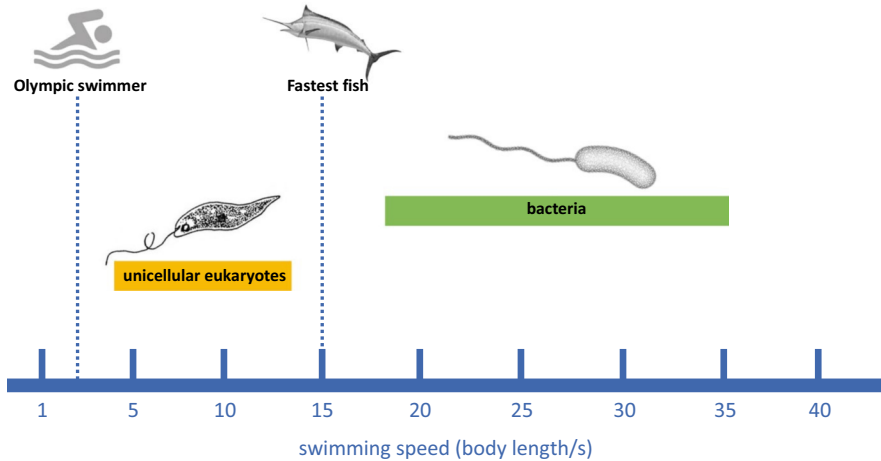 Olympic swimmer
Fastest fish
bacteria
unicellular eukaryotes
1 5 10 15 20 25 30 35 40
swimming speed (body length/s)